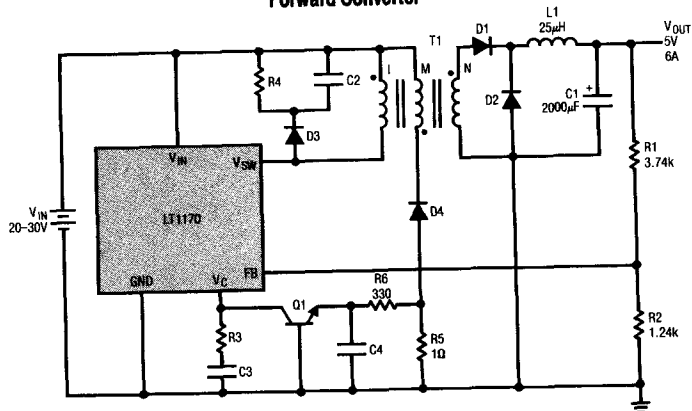 Forward Converter
L1
25μH
D1
T1
VOUT
5V
6A
R4
C2
I
M
N
D2
C1
+
2000μF
D3
R1
3.74k
VIN
VSW
LT1170
VIN
20–30V
D4
GND
VC
FB
R6
330
Q1
R2
1.24k
R3
C4
R5
1Ω
C3